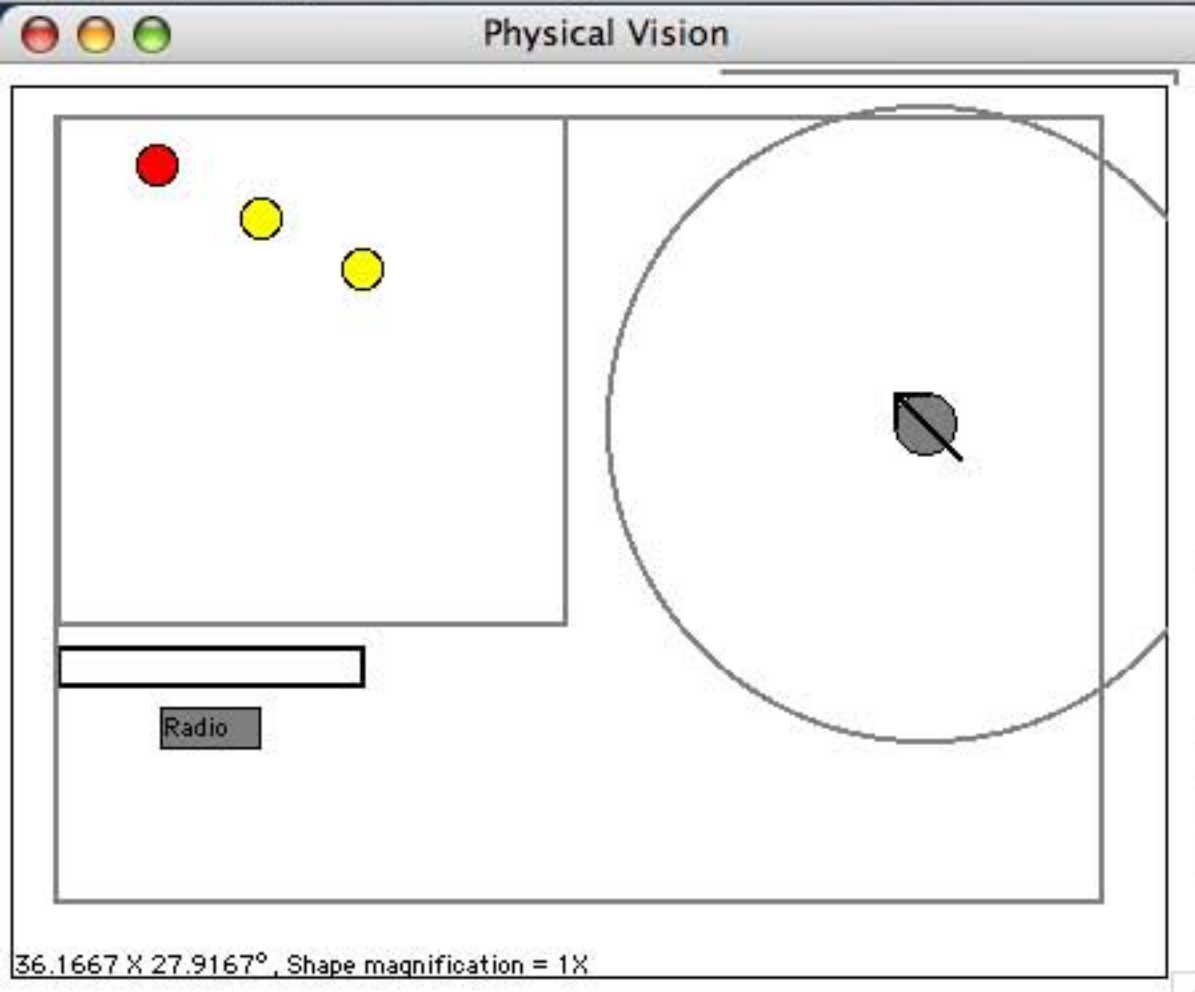 Physical Vision
Radio
36.1667 X 27.9167°, Shape magnification = 1X